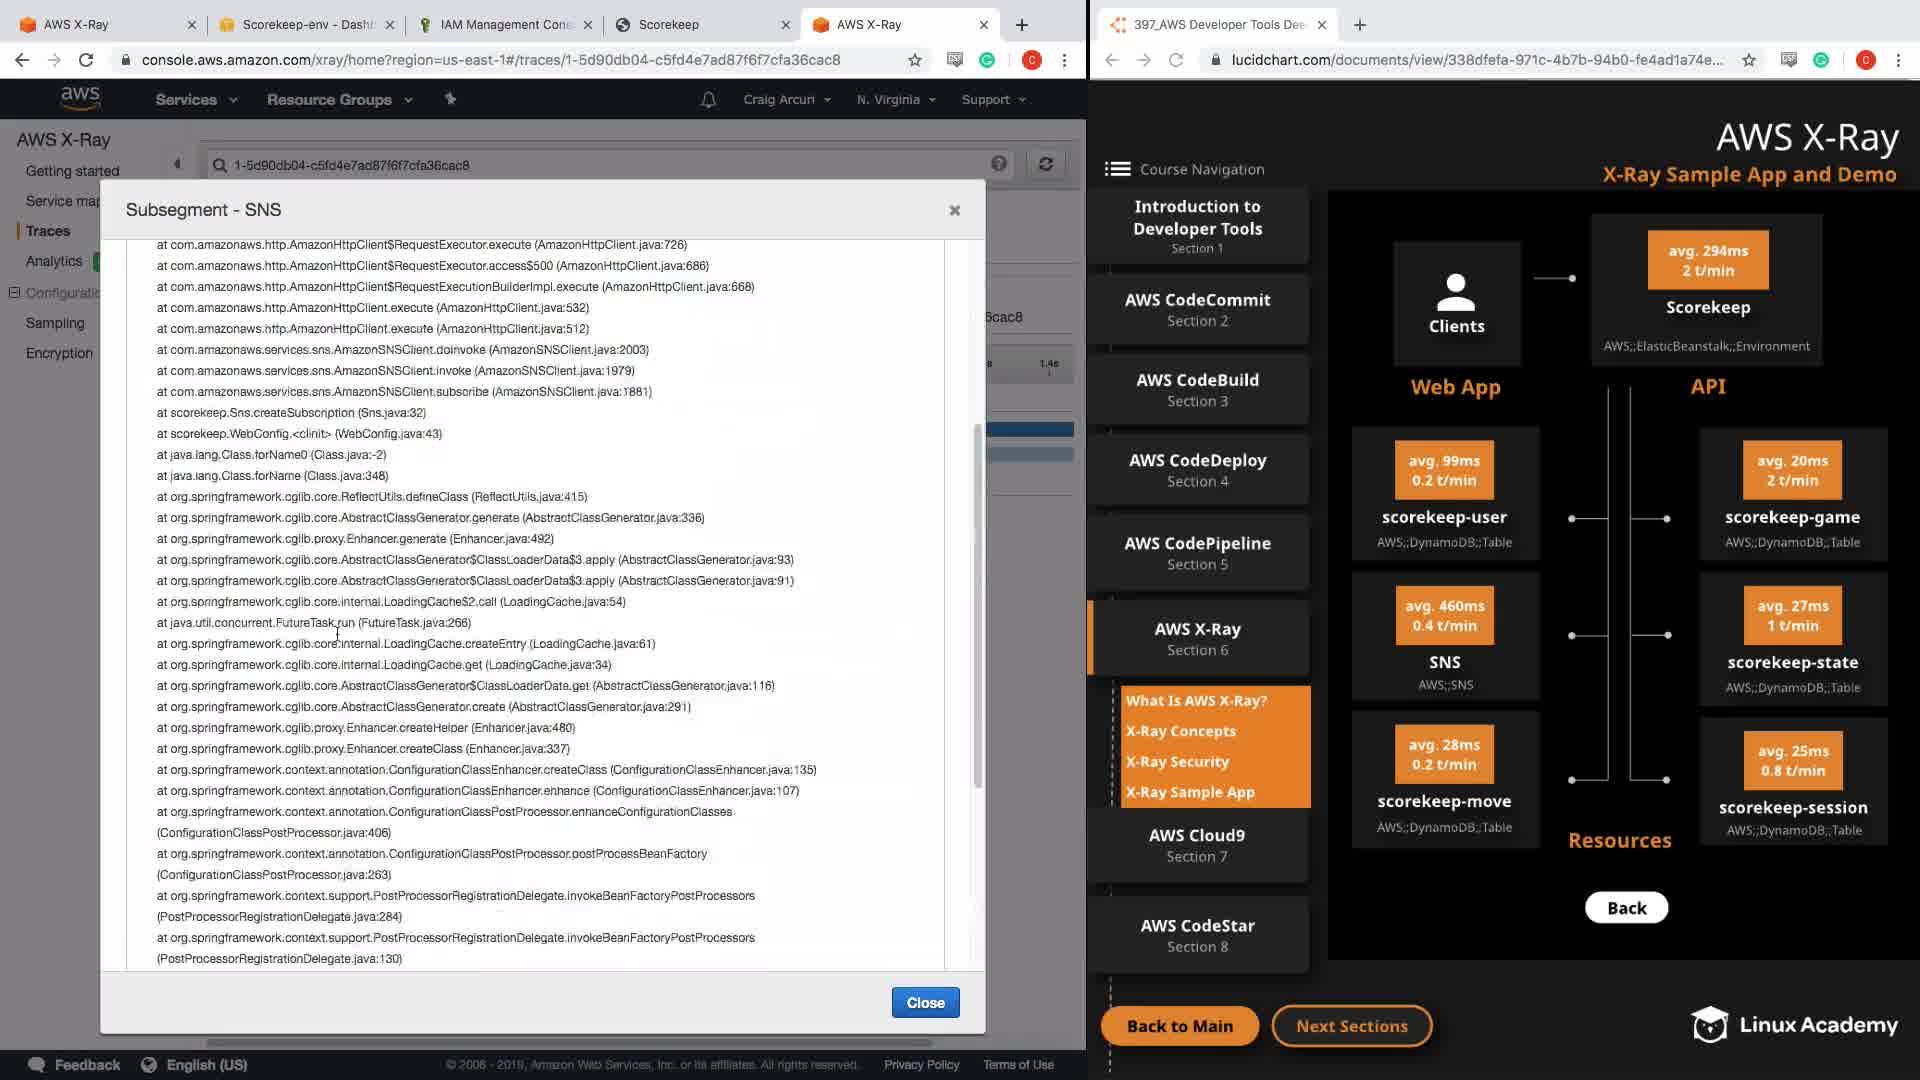 AWS X-Ray
Scorekeep-env - Dash
IAM Management Con
Scorekeep
AWS X-Ray
console.aws.amazon.com/xray/home?region=us-east-1#/traces/1-5d90db04-c5fd4e7ad87f6f7cfa36cac8
aws
Services
Resource Groups
Craig Arcuri
N. Virginia
Support
AWS X-Ray
Getting started
Service map
Traces
Analytics
Configuratio
Sampling
Encryption
1-5d90db04-c5fd4e7ad87f6f7cfa36cac8
6cac8
1.4s
Subsegment - SNS
at com.amazonaws.http.AmazonHttpClient$RequestExecutor.execute (AmazonHttpClient.java:726)
at com.amazonaws.http.AmazonHttpClient$RequestExecutor.access$500 (AmazonHttpClient.java:686)
at com.amazonaws.http.AmazonHttpClient$RequestExecutionBuilderImpl.execute (AmazonHttpClient.java:668)
at com.amazonaws.http.AmazonHttpClient.execute (AmazonHttpClient.java:532)
at com.amazonaws.http.AmazonHttpClient.execute (AmazonHttpClient.java:512)
at com.amazonaws.services.sns.AmazonSNSClient.doInvoke (AmazonSNSClient.java:2003)
at com.amazonaws.services.sns.AmazonSNSClient.invoke (AmazonSNSClient.java:1979)
at com.amazonaws.services.sns.AmazonSNSClient.subscribe (AmazonSNSClient.java:1881)
at scorekeep.Sns.createSubscription (Sns.java:32)
at scorekeep.WebConfig.<clinit> (WebConfig.java:43)
at java.lang.Class.forName0 (Class.java:-2)
at java.lang.Class.forName (Class.java:348)
at org.springframework.cglib.core.ReflectUtils.defineClass (ReflectUtils.java:415)
at org.springframework.cglib.core.AbstractClassGenerator.generate (AbstractClassGenerator.java:336)
at org.springframework.cglib.proxy.Enhancer.generate (Enhancer.java:492)
at org.springframework.cglib.core.AbstractClassGenerator$ClassLoaderData$3.apply (AbstractClassGenerator.java:93)
at org.springframework.cglib.core.AbstractClassGenerator$ClassLoaderData$3.apply (AbstractClassGenerator.java:91)
at org.springframework.cglib.core.internal.LoadingCache$2.call (LoadingCache.java:54)
at java.util.concurrent.FutureTask.run (FutureTask.java:266)
at org.springframework.cglib.core.internal.LoadingCache.createEntry (LoadingCache.java:61)
at org.springframework.cglib.core.internal.LoadingCache.get (LoadingCache.java:34)
at org.springframework.cglib.core.AbstractClassGenerator$ClassLoaderData.get (AbstractClassGenerator.java:116)
at org.springframework.cglib.core.AbstractClassGenerator.create (AbstractClassGenerator.java:291)
at org.springframework.cglib.proxy.Enhancer.createHelper (Enhancer.java:480)
at org.springframework.cglib.proxy.Enhancer.createClass (Enhancer.java:337)
at org.springframework.context.annotation.ConfigurationClassEnhancer.createClass (ConfigurationClassEnhancer.java:135)
at org.springframework.context.annotation.ConfigurationClassEnhancer.enhance (ConfigurationClassEnhancer.java:107)
at org.springframework.context.annotation.ConfigurationClassPostProcessor.enhanceConfigurationClasses
(ConfigurationClassPostProcessor.java:406)
at org.springframework.context.annotation.ConfigurationClassPostProcessor.postProcessBeanFactory
(ConfigurationClassPostProcessor.java:263)
at org.springframework.context.support.PostProcessorRegistrationDelegate.invokeBeanFactoryPostProcessors
(PostProcessorRegistrationDelegate.java:284)
at org.springframework.context.support.PostProcessorRegistrationDelegate.invokeBeanFactoryPostProcessors
(PostProcessorRegistrationDelegate.java:130)
Close
Feedback
English (US)
© 2008 - 2019, Amazon Web Services, Inc. or its affiliates. All rights reserved.
Privacy Policy
Terms of Use
397_AWS Developer Tools Dee
lucidchart.com/documents/view/338dfefa-971c-4b7b-94b0-fe4ad1a74e...
AWS X-Ray
X-Ray Sample App and Demo
Course Navigation
Introduction to
Developer Tools
Section 1
AWS CodeCommit
Section 2
AWS CodeBuild
Section 3
AWS CodeDeploy
Section 4
AWS CodePipeline
Section 5
AWS X-Ray
Section 6
What Is AWS X-Ray?
X-Ray Concepts
X-Ray Security
X-Ray Sample App
AWS Cloud9
Section 7
AWS CodeStar
Section 8
Clients
Web App
avg. 294ms
2 t/min
Scorekeep
AWS;;ElasticBeanstalk;;Environment
API
avg. 99ms
0.2 t/min
scorekeep-user
AWS;;DynamoDB;;Table
avg. 20ms
2 t/min
scorekeep-game
AWS;;DynamoDB;;Table
avg. 460ms
0.4 t/min
SNS
AWS;;SNS
avg. 27ms
1 t/min
scorekeep-state
AWS;;DynamoDB;;Table
avg. 28ms
0.2 t/min
scorekeep-move
AWS;;DynamoDB;;Table
avg. 25ms
0.8 t/min
scorekeep-session
AWS;;DynamoDB;;Table
Resources
Back
Back to Main
Next Sections
Linux Academy